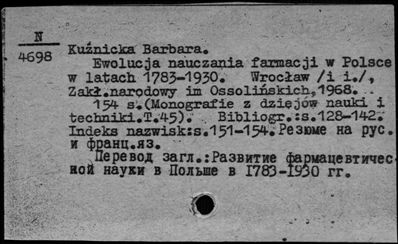 N
4698
Kuźnicka Barbara.
Ewolucja nauczania farmacji w Polsce
w latach 1783-1930. Wrocław /i i./,
Zakł.narodowy im Ossolińskich,1968.
154 s.(Monografie z dziejów nauki i
techniki.T.45). Bibliogr.:s.128-142.
Indeks nazwisk:s.151-154.Резюме на рус.
и франц.яз.
Перевод загл.:Развитие фармацевтичес-
ной науки в Польше в 1783-1930 гг.